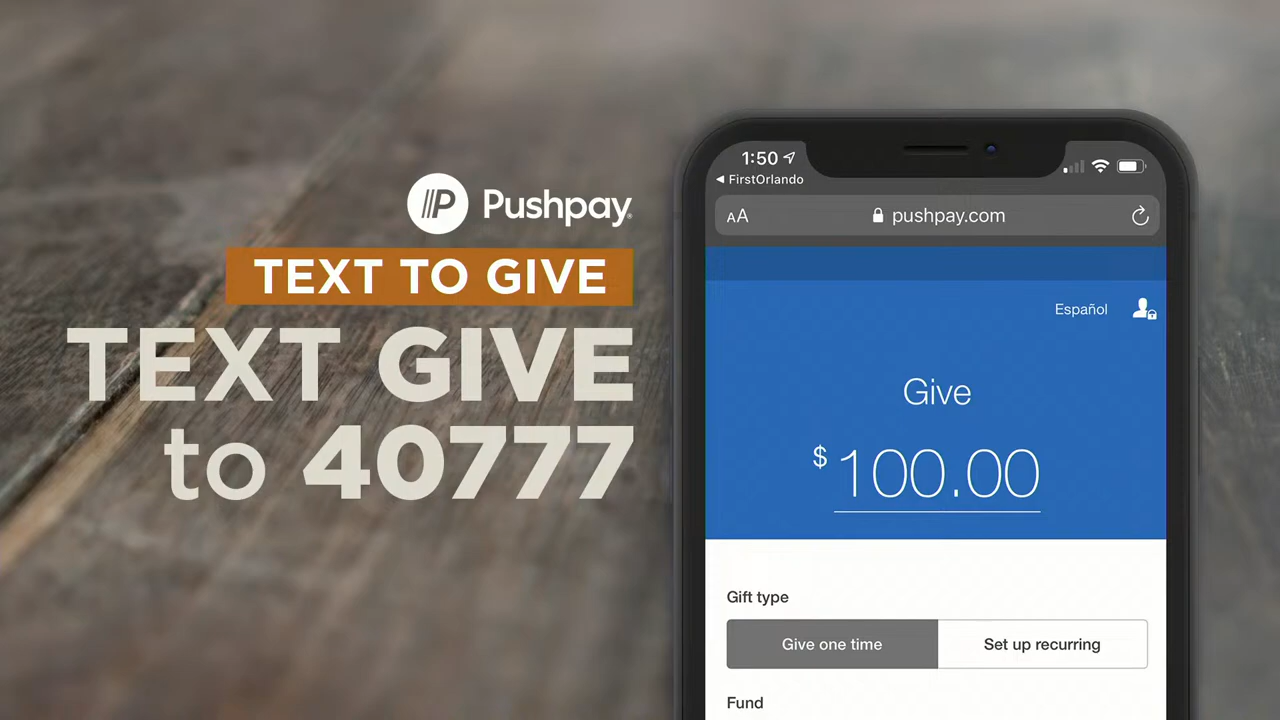 Pushpay
TEXT TO GIVE
TEXT GIVE
to 40777
1:50
◀ FirstOrlando
AA
pushpay.com
Español
Give
$100.00
Gift type
Give one time
Set up recurring
Fund